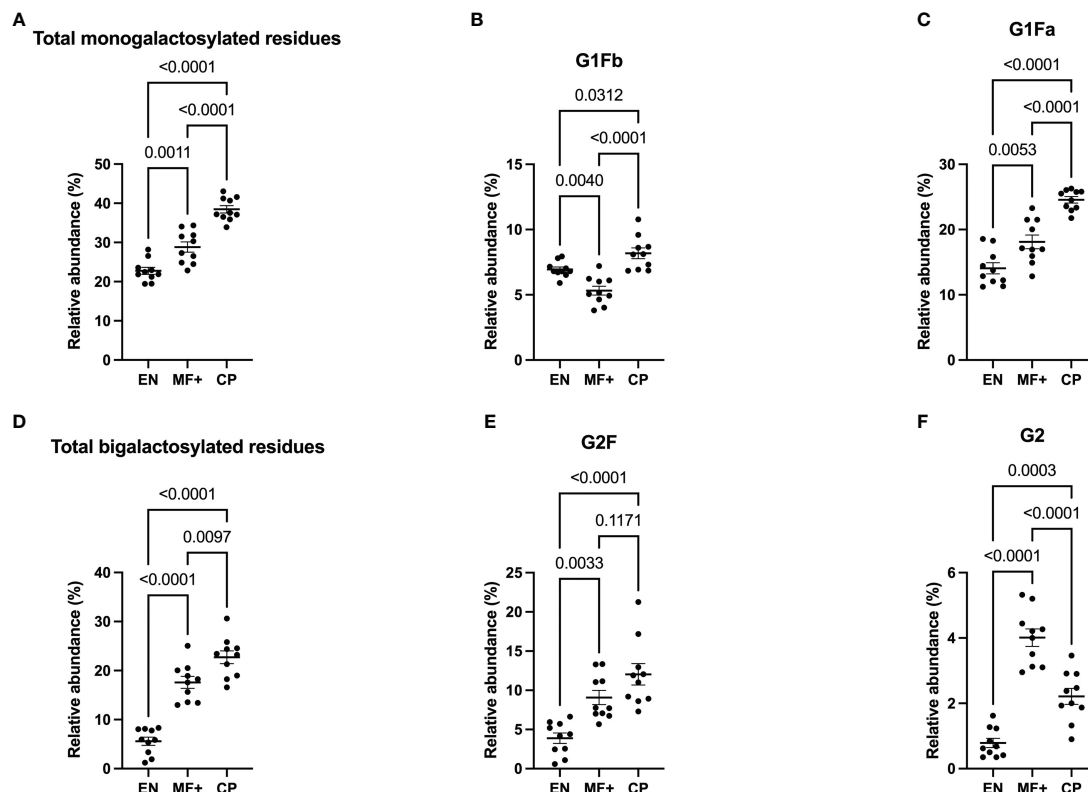 A
Total monogalactosylated residues
<0.0001
<0.0001
0.0011
Relative abundance (%)
50
40
30
20
10
0
EN MF+ CP
B
G1Fb
0.0312
<0.0001
0.0040
Relative abundance (%)
15
10
5
0
EN MF+ CP
C
G1Fa
<0.0001
<0.0001
0.0053
Relative abundance (%)
30
20
10
0
EN MF+ CP
D
Total bigalactosylated residues
<0.0001
0.0097
<0.0001
Relative abundance (%)
40
30
20
10
0
EN MF+ CP
E
G2F
<0.0001
0.1171
0.0033
Relative abundance (%)
25
20
15
10
5
0
EN MF+ CP
F
G2
0.0003
<0.0001
<0.0001
Relative abundance (%)
6
4
2
0
EN MF+ CP